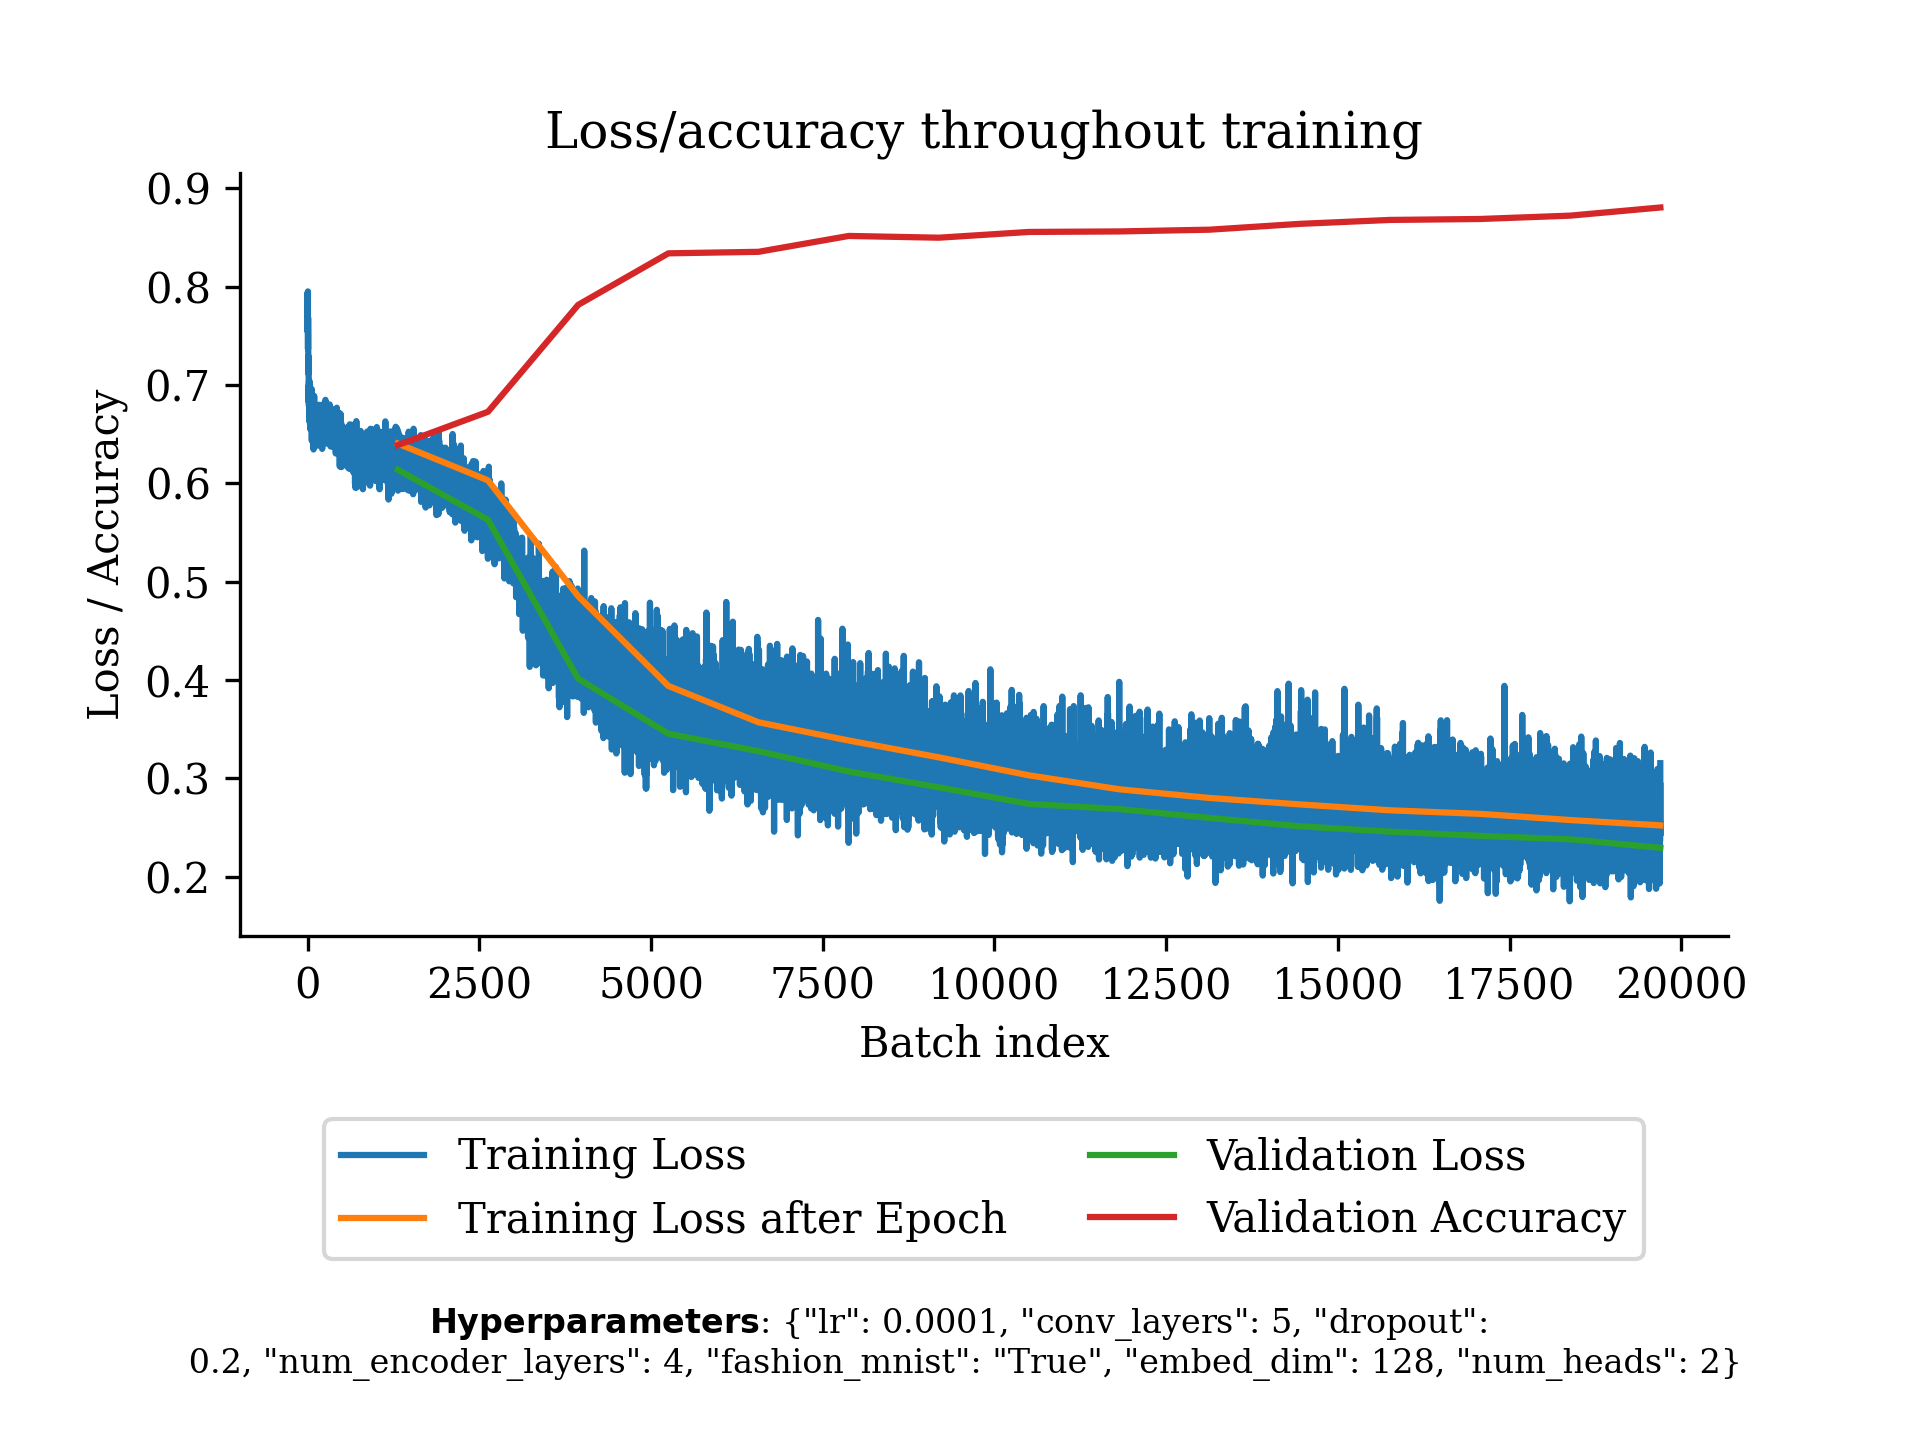 Loss/accuracy throughout training
0.9
0.8
0.7
0.6
0.5
0.4
0.3
0.2
Loss / Accuracy
0 2500 5000 7500 10000 12500 15000 17500 20000
Batch index
Training Loss
Training Loss after Epoch
Validation Loss
Validation Accuracy
Hyperparameters: {"lr": 0.0001, "conv_layers": 5, "dropout":
0.2, "num_encoder_layers": 4, "fashion_mnist": "True", "embed_dim": 128, "num_heads": 2}